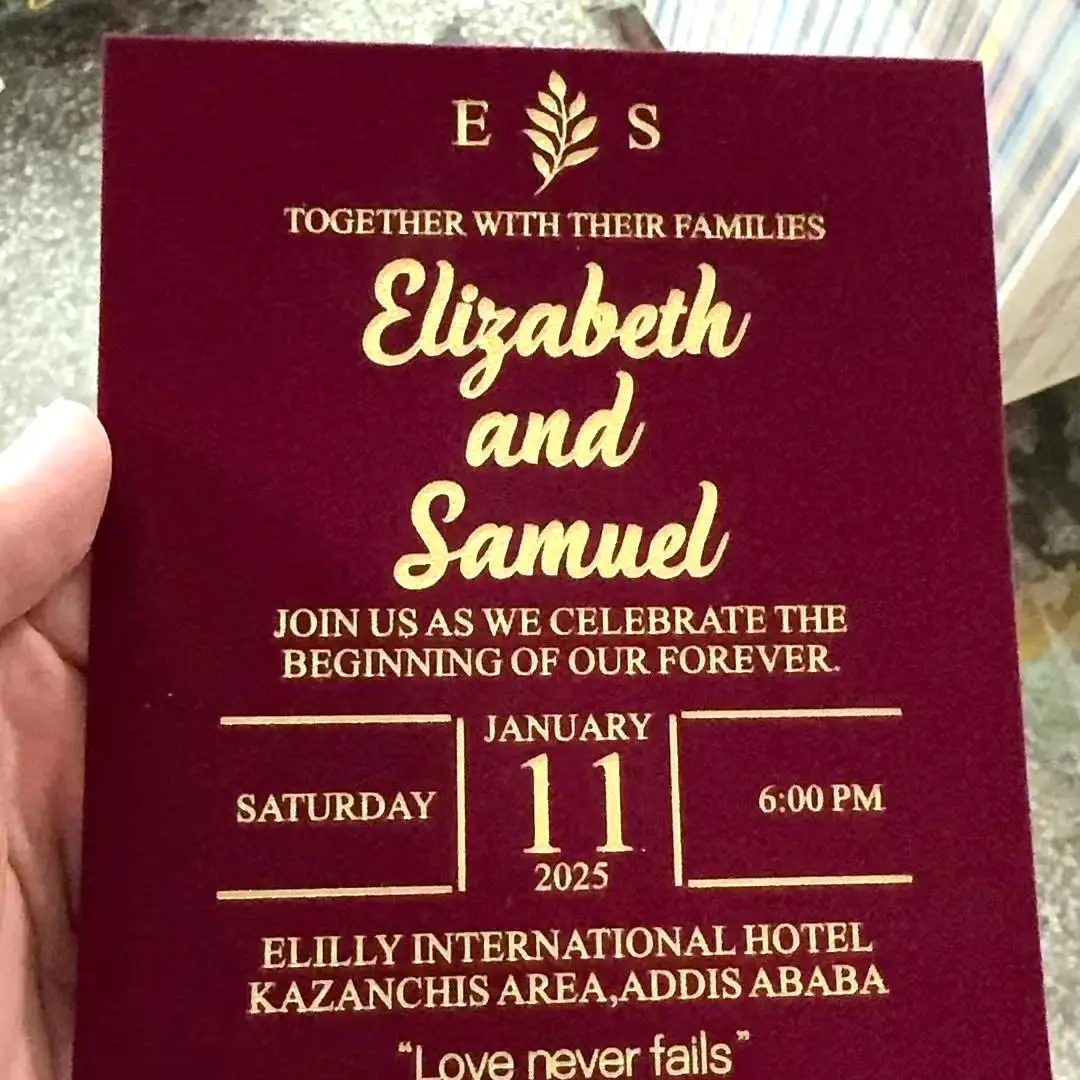 E S
TOGETHER WITH THEIR FAMILIES
Elizabeth
and
Samuel
JOIN US AS WE CELEBRATE THE
BEGINNING OF OUR FOREVER.
SATURDAY
JANUARY
11
2025
6:00 PM
ELILLY INTERNATIONAL HOTEL
KAZANCHIS AREA,ADDIS ABABA
“Love never fails”